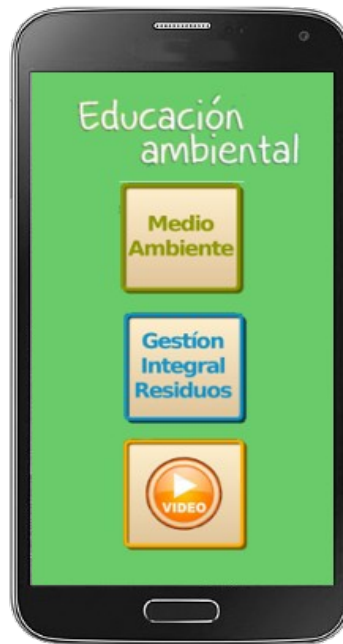 Educación
ambiental
Medio
Ambiente
Gestíon
Integral
Residuos
VIDEO